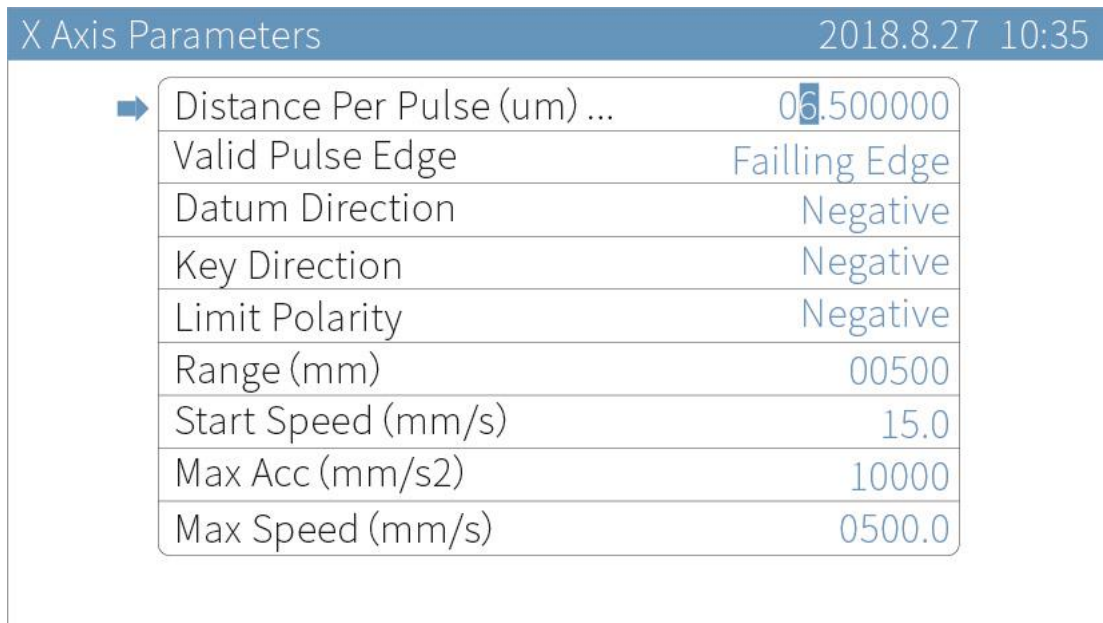 X Axis Parameters 2018.8.27 10:35
Distance Per Pulse (um) ... 06.500000
Valid Pulse Edge Failling Edge
Datum Direction Negative
Key Direction Negative
Limit Polarity Negative
Range (mm) 00500
Start Speed (mm/s) 15.0
Max Acc (mm/s2) 10000
Max Speed (mm/s) 0500.0